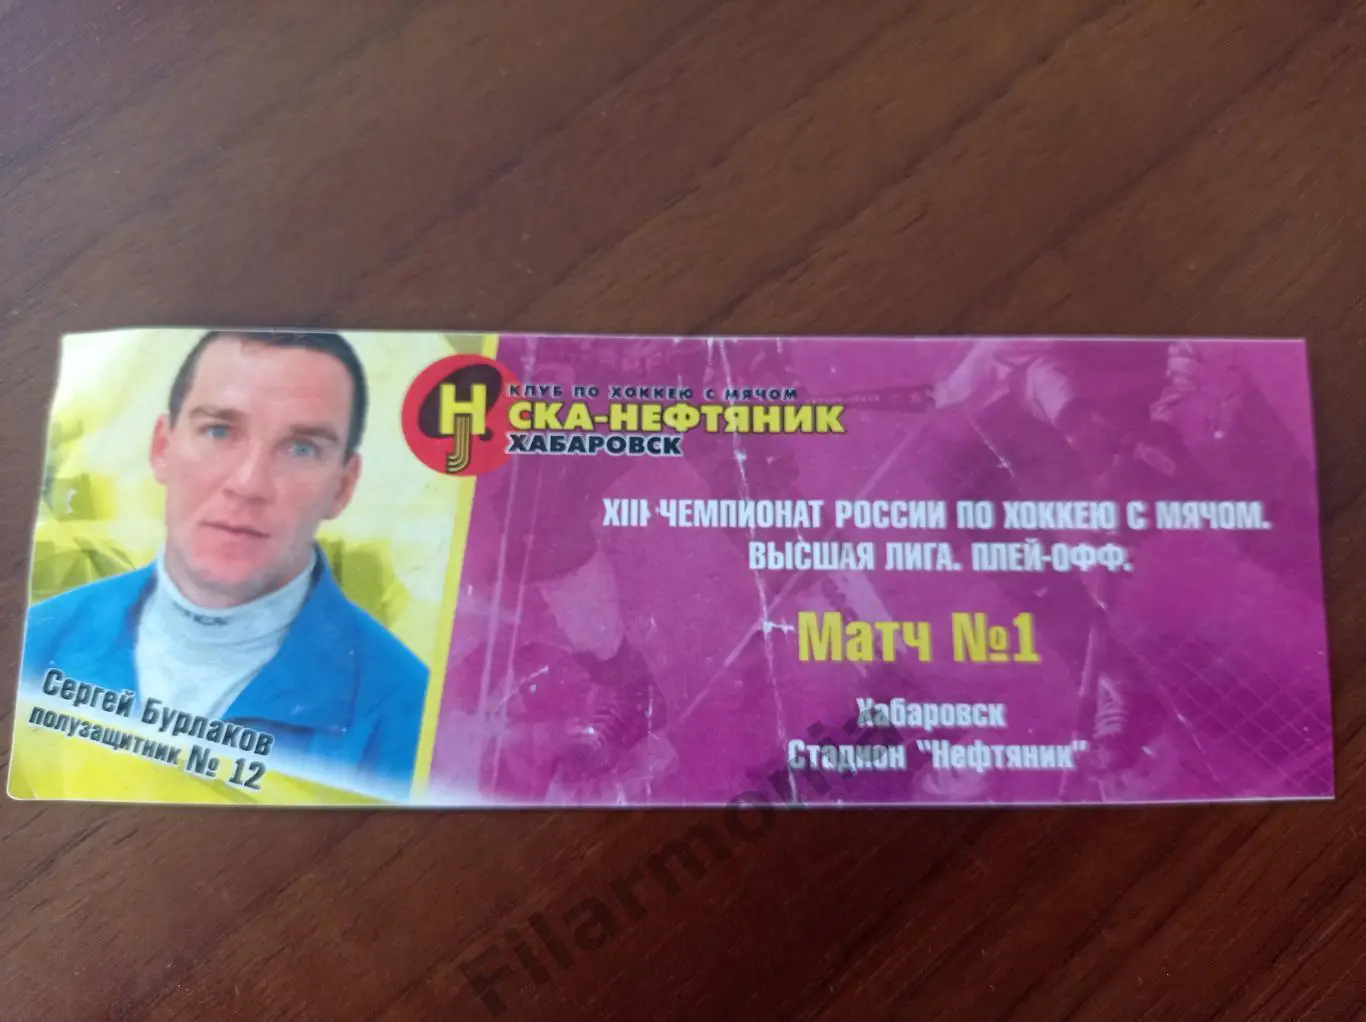 КЛУБ ПО ХОККЕЮ С МЯЧОМ
СКА-НЕФТЯНИК
ХАБАРОВСК
XIII ЧЕМПИОНАТ РОССИИ ПО ХОККЕЮ С МЯЧОМ.
ВЫСШАЯ ЛИГА. ПЛЕЙ-ОФФ.
Матч №1
Хабаровск
Стадион "Нефтяник"
Сергей Бурлаков
полузащитник № 12
Filarmonija